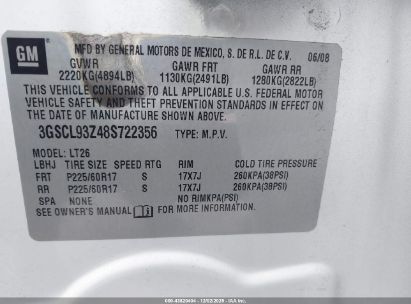 GM
MFD BY GENERAL MOTORS DE MEXICO, S. DE R.L. DE C.V. 06/08
GVWR GAWR FRT GAWR RR
2220KG(4894LB) 1130KG(2491LB) 1280KG(2822LB)
THIS VEHICLE CONFORMS TO ALL APPLICABLE U.S. FEDERAL MOTOR
VEHICLE SAFETY, BUMPER, AND THEFT PREVENTION STANDARDS IN EFFECT ON
THE DATE OF MANUFACTURE SHOWN ABOVE.
3GSCL93Z48S722356 TYPE: M.P.V.
MODEL: LT26
LBHJ TIRE SIZE SPEED RTG RIM COLD TIRE PRESSURE
FRT P225/60R17 S 17X7J 260KPA(38PSI)
RR P225/60R17 S 17X7J 260KPA(38PSI)
SPA NONE NO RIM KPA(PSI)
SEE OWNER'S MANUAL FOR MORE INFORMATION.